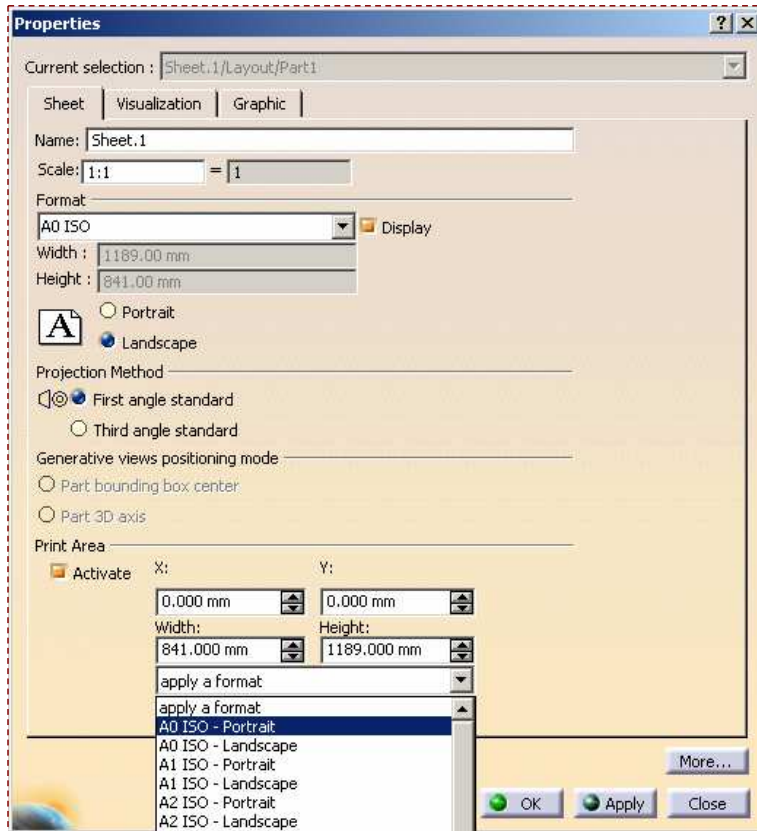 Properties
Current selection : Sheet.1/Layout/Part1
Sheet Visualization Graphic
Name: Sheet.1
Scale: 1:1 = 1
Format
A0 ISO Display
Width : 1189.00 mm
Height : 841.00 mm
A Portrait
Landscape
Projection Method
First angle standard
Third angle standard
Generative views positioning mode
Part bounding box center
Part 3D axis
Print Area
Activate X: Y:
0.000 mm 0.000 mm
Width: Height:
841.000 mm 1189.000 mm
apply a format
apply a format
A0 ISO - Portrait
A0 ISO - Landscape
A1 ISO - Portrait
A1 ISO - Landscape
A2 ISO - Portrait
A2 ISO - Landscape
More...
OK Apply Close